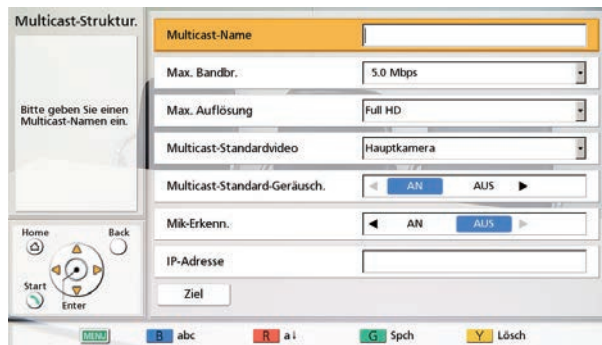 Multicast-Struktur.
Bitte geben Sie einen
Multicast-Namen ein.
Multicast-Name
Max. Bandbr.
5.0 Mbps
Max. Auflösung
Full HD
Multicast-Standardvideo
Hauptkamera
Multicast-Standard-Geräusch.
AN
AUS
Mik-Erkenn.
AN
AUS
IP-Adresse
Ziel
Home
Back
Start
Enter
MENU
B abc
R a↓
G Spch
Y Lösch